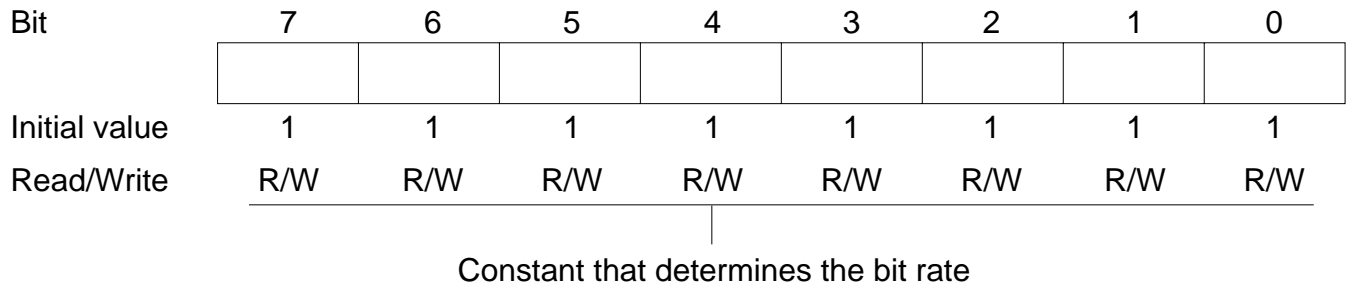 Bit 7 6 5 4 3 2 1 0
Initial value 1 1 1 1 1 1 1 1
Read/Write R/W R/W R/W R/W R/W R/W R/W R/W
Constant that determines the bit rate